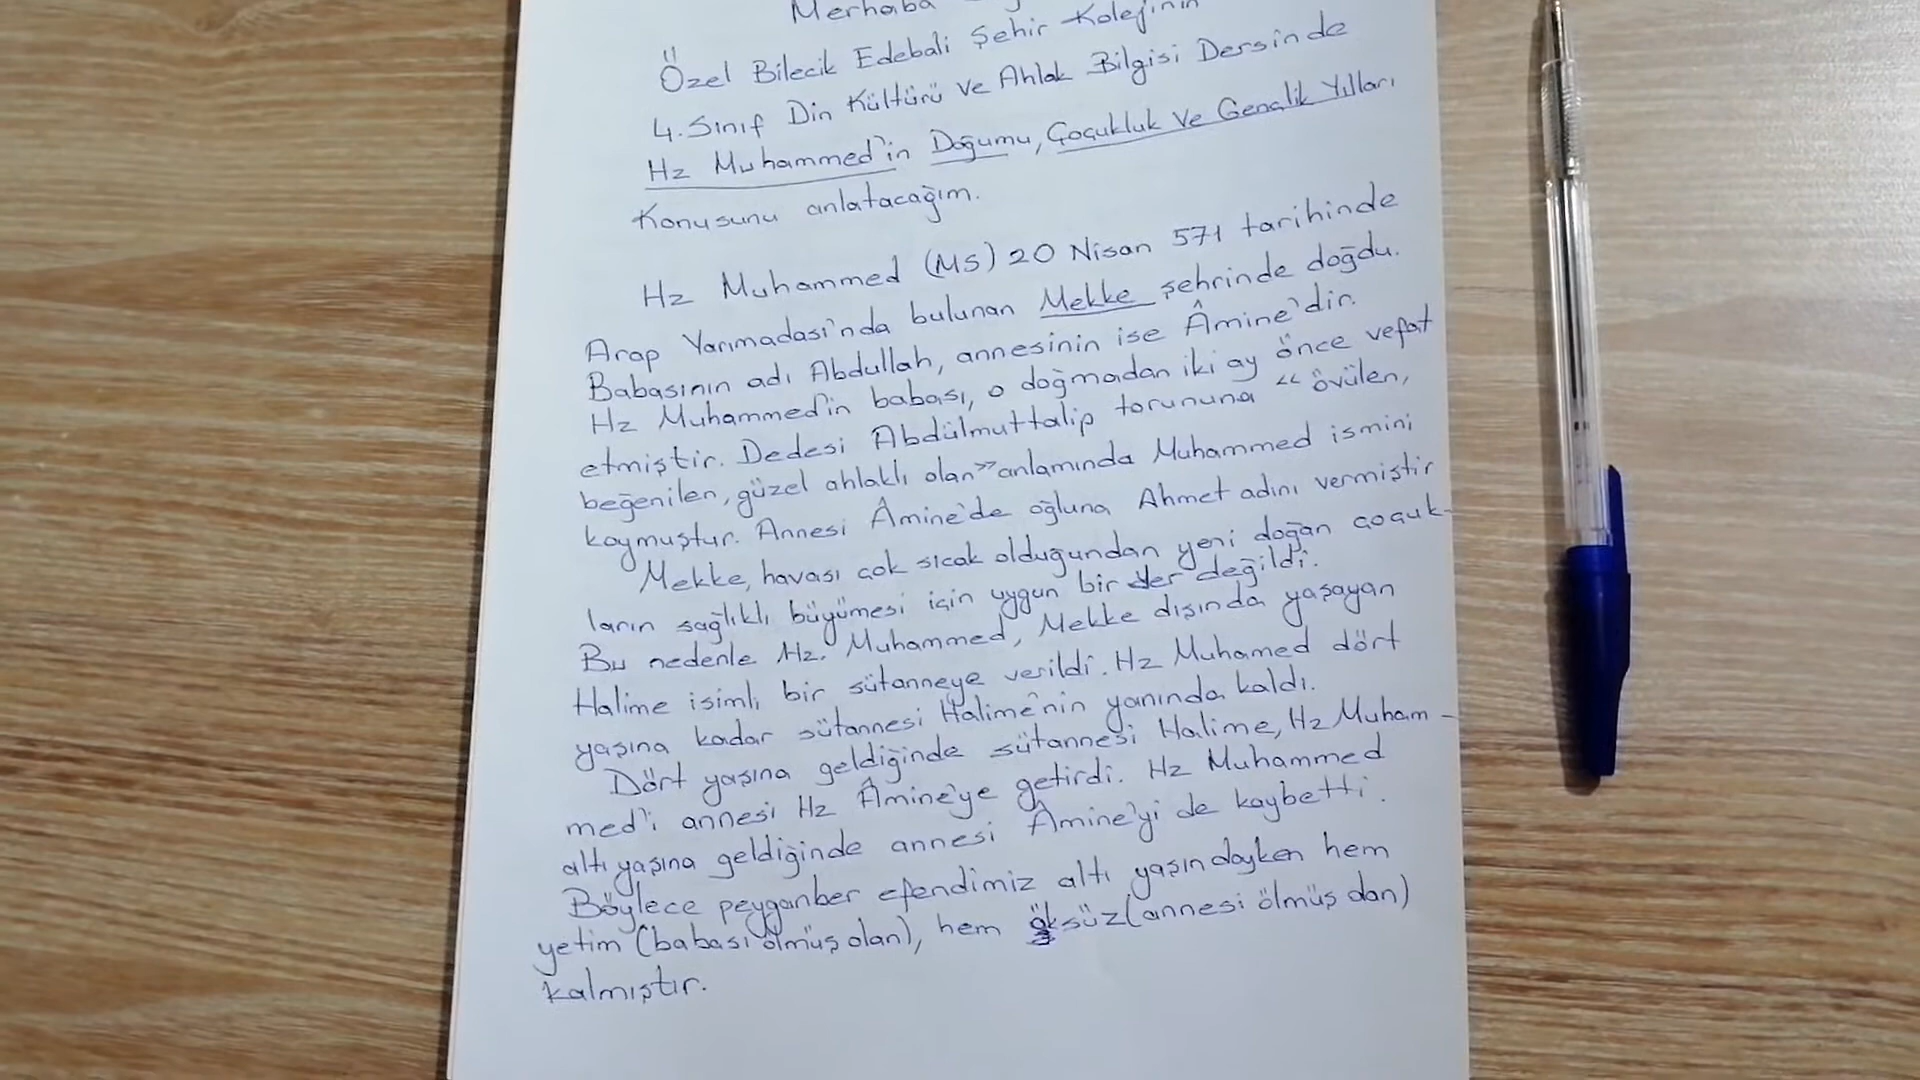 Merhaba
Özel Bilecik Edebali Şehir Kolejinin
4. Sınıf Din Kültürü ve Ahlak Bilgisi Dersinde
Hz Muhammed'in Doğumu, Çocukluk Ve Gençlik Yılları
Konusunu anlatacağım.
Hz Muhammed (MS) 20 Nisan 571 tarihinde
Arap Yarımadası'nda bulunan Mekke şehrinde doğdu.
Babasının adı Abdullah, annesinin ise Âmine'dir.
Hz Muhammed'in babası, o doğmadan iki ay önce vefat
etmiştir. Dedesi Abdülmuttalip torununa “övülen,
beğenilen, güzel ahlaklı olan” anlamında Muhammed ismini
koymuştur. Annesi Âmine'de oğluna Ahmet adını vermiştir
Mekke, havası çok sıcak olduğundan yeni doğan çocuk-
ların sağlıklı büyümesi için uygun bir yer değildi.
Bu nedenle Hz. Muhammed, Mekke dışında yaşayan
Halime isimli bir sütanneye verildi. Hz Muhamed dört
yaşına kadar sütannesi Halime'nin yanında kaldı.
Dört yaşına geldiğinde sütannesi Halime, Hz Muham-
med'i annesi Hz Âmine'ye getirdi. Hz Muhammed
altı yaşına geldiğinde annesi Âmine'yi de kaybetti.
Böylece peyganber efendimiz altı yaşındayken hem
yetim (babası ölmüş olan), hem öksüz (annesi ölmüş olan)
kalmıştır.